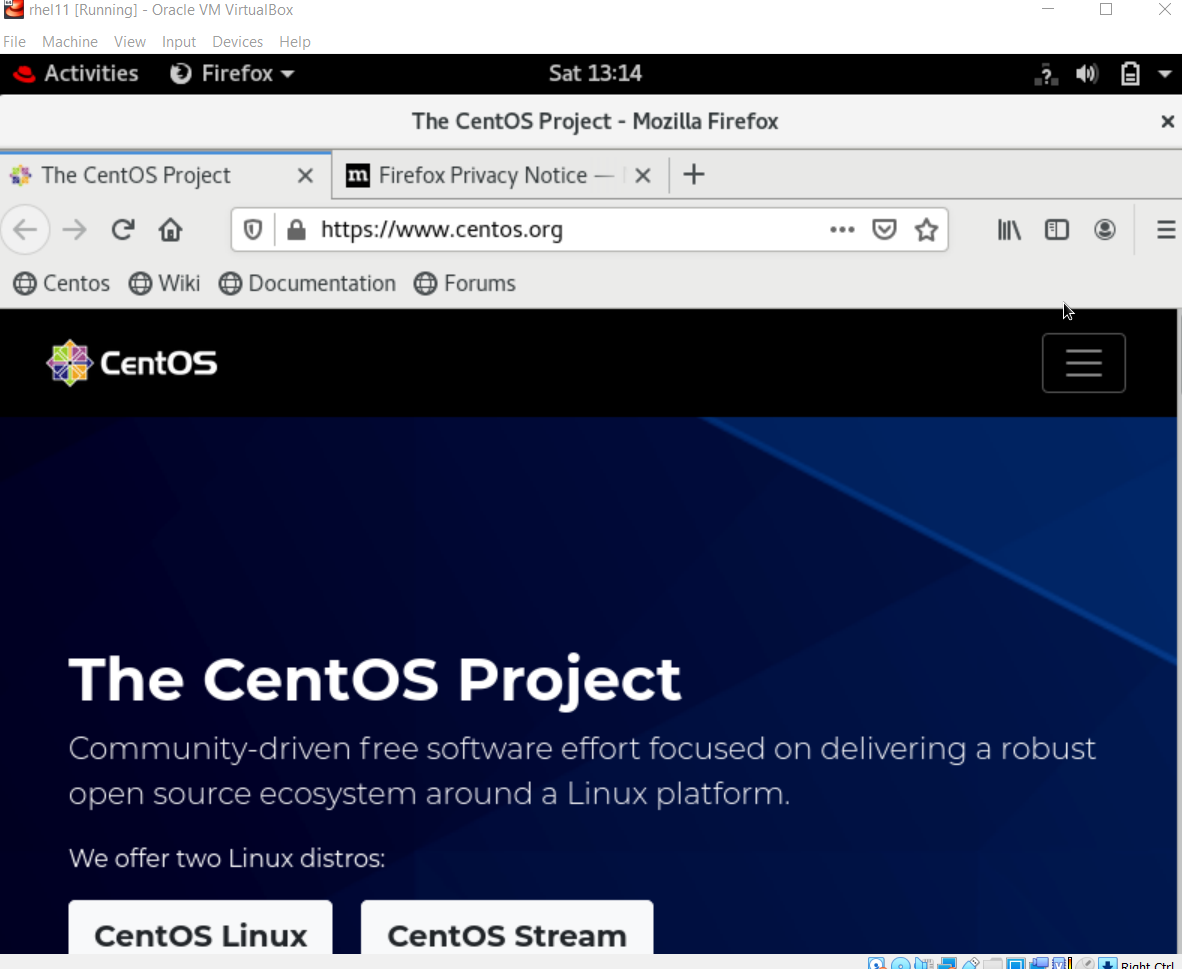 rhel11 [Running] - Oracle VM VirtualBox
File Machine View Input Devices Help
Activities Firefox Sat 13:14
The CentOS Project - Mozilla Firefox
The CentOS Project m Firefox Privacy Notice —
https://www.centos.org
Centos Wiki Documentation Forums
CentOS
The CentOS Project
Community-driven free software effort focused on delivering a robust
open source ecosystem around a Linux platform.
We offer two Linux distros:
CentOS Linux CentOS Stream
Right Ctrl